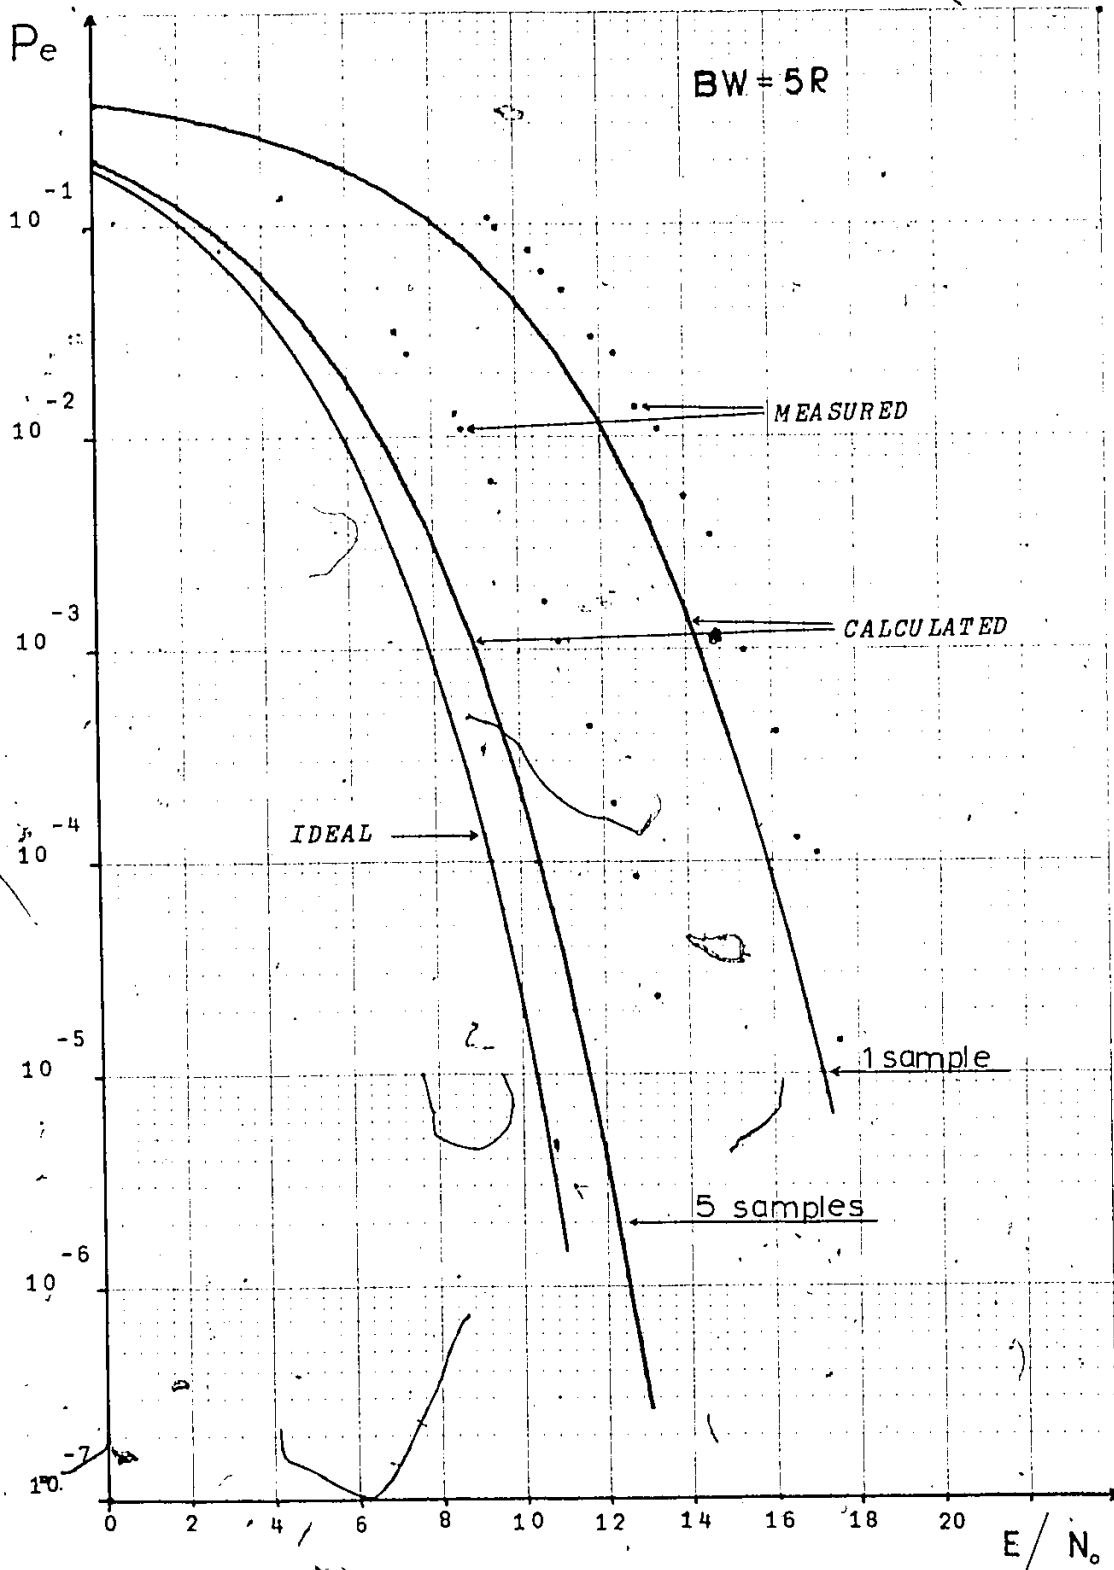 Pe
BW = 5R
10 -1
10 -2
MEASURED
10 -3
CALCULATED
IDEAL
10 -4
10 -5
1 sample
5 samples
10 -6
10 -7
0 2 4 6 8 10 12 14 16 18 20
E/N₀